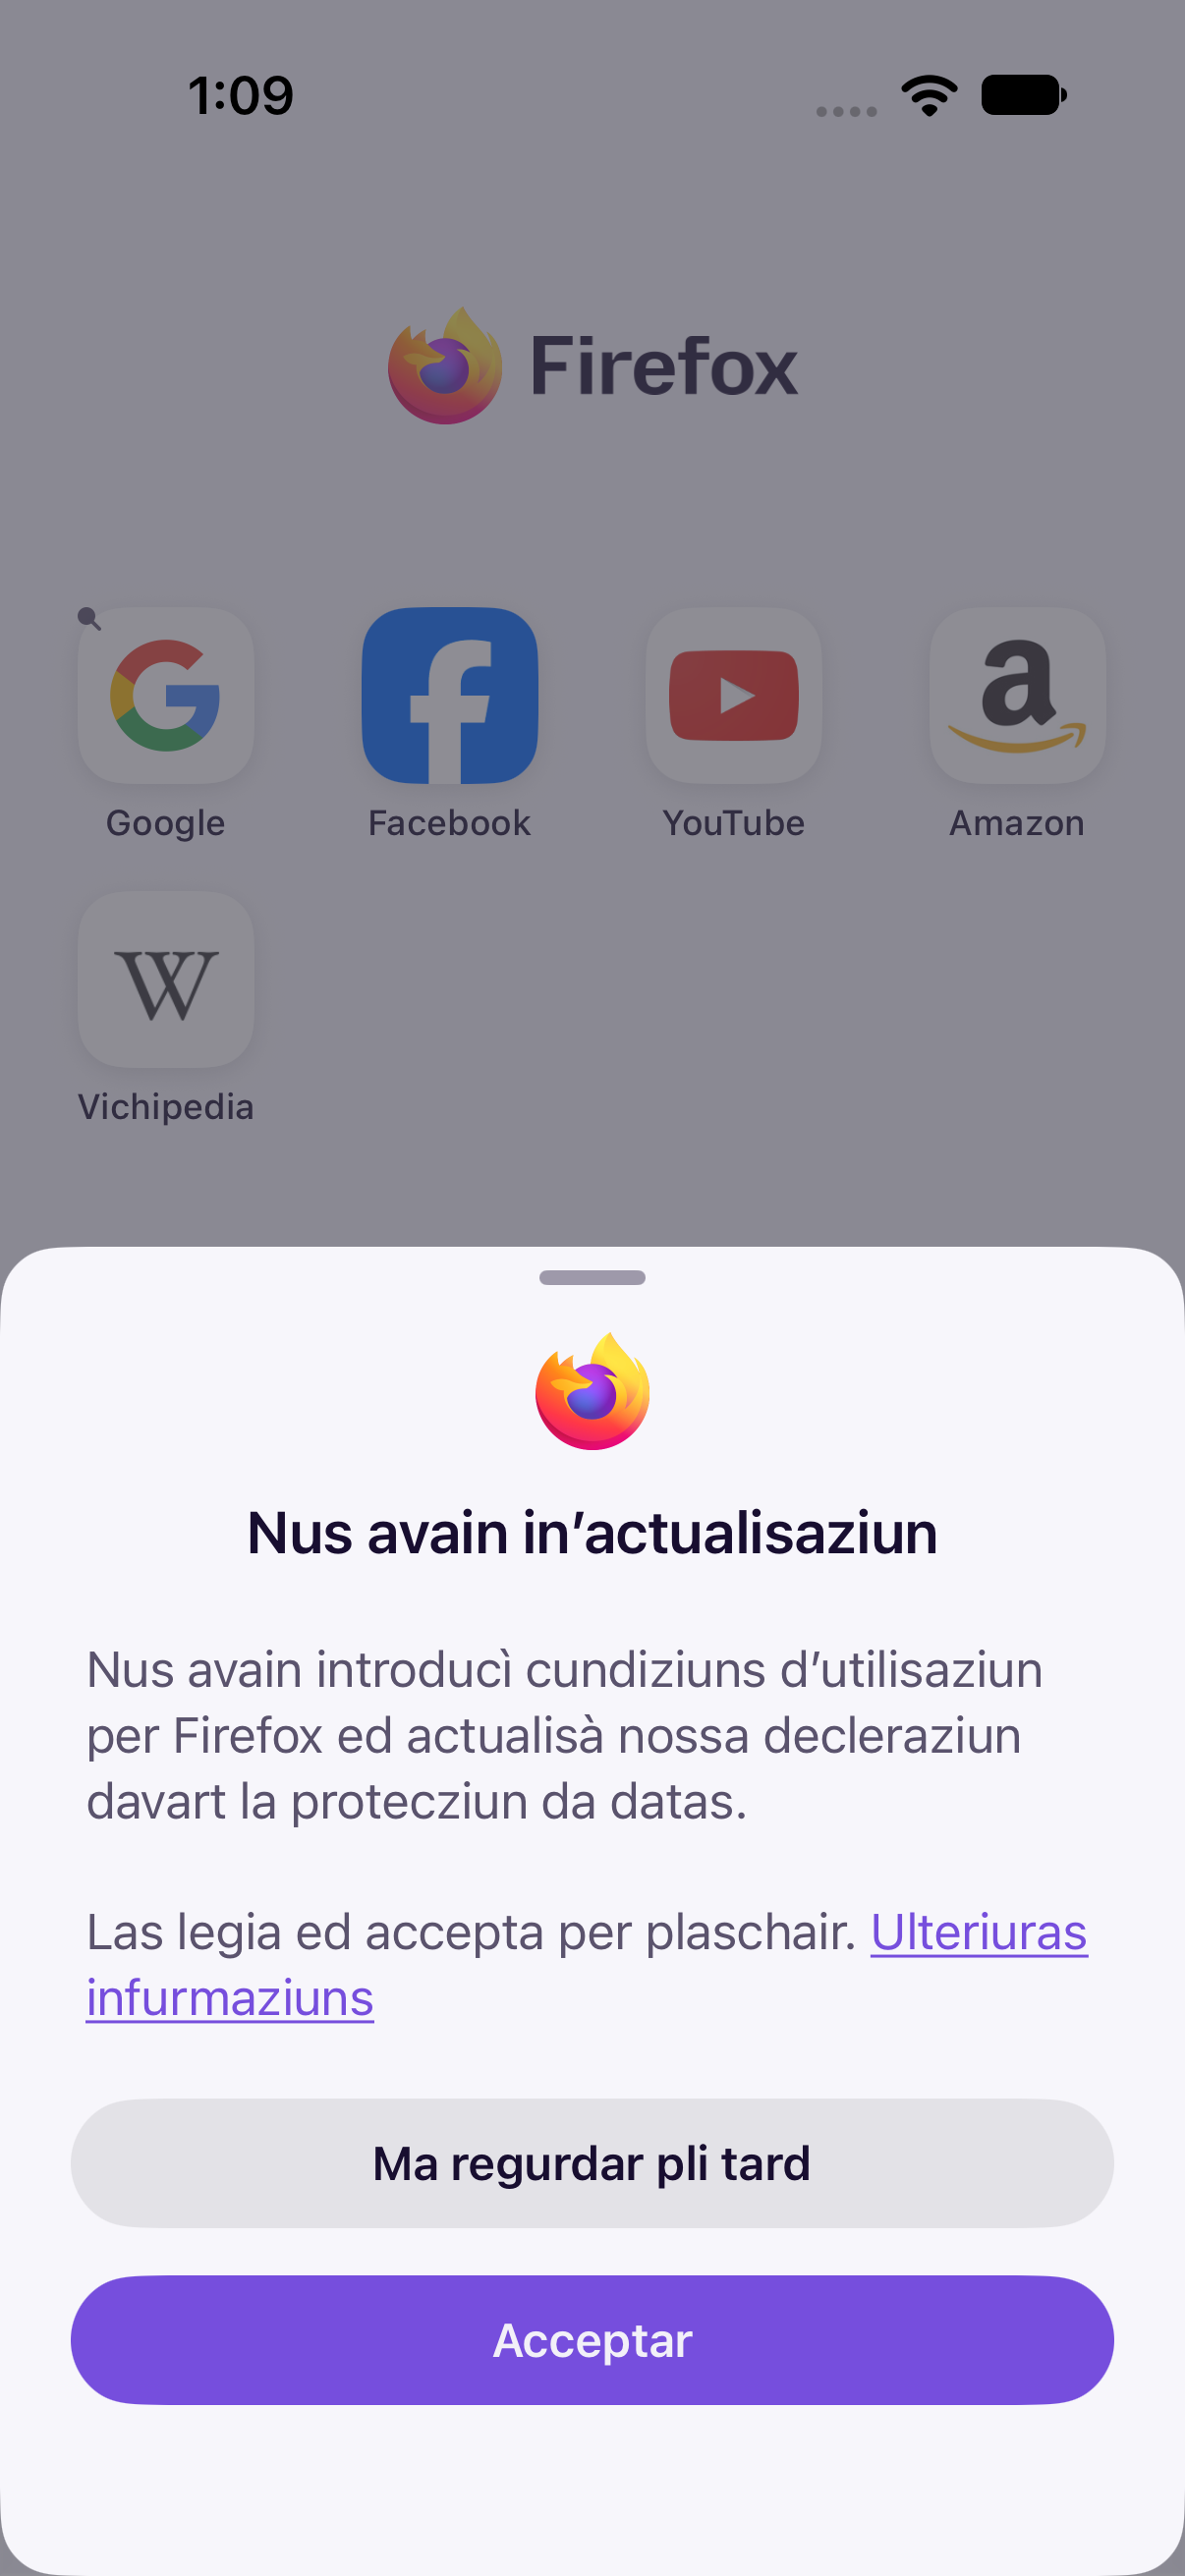 1:09
Firefox
Google
Facebook
YouTube
Amazon
Vichipedia
Nus avain in’actualisaziun
Nus avain introducì cundiziuns d’utilisaziun
per Firefox ed actualisà nossa decleraziun
davart la protecziun da datas.
Las legia ed accepta per plaschair. Ulteriuras
infurmaziuns
Ma regurdar pli tard
Acceptar